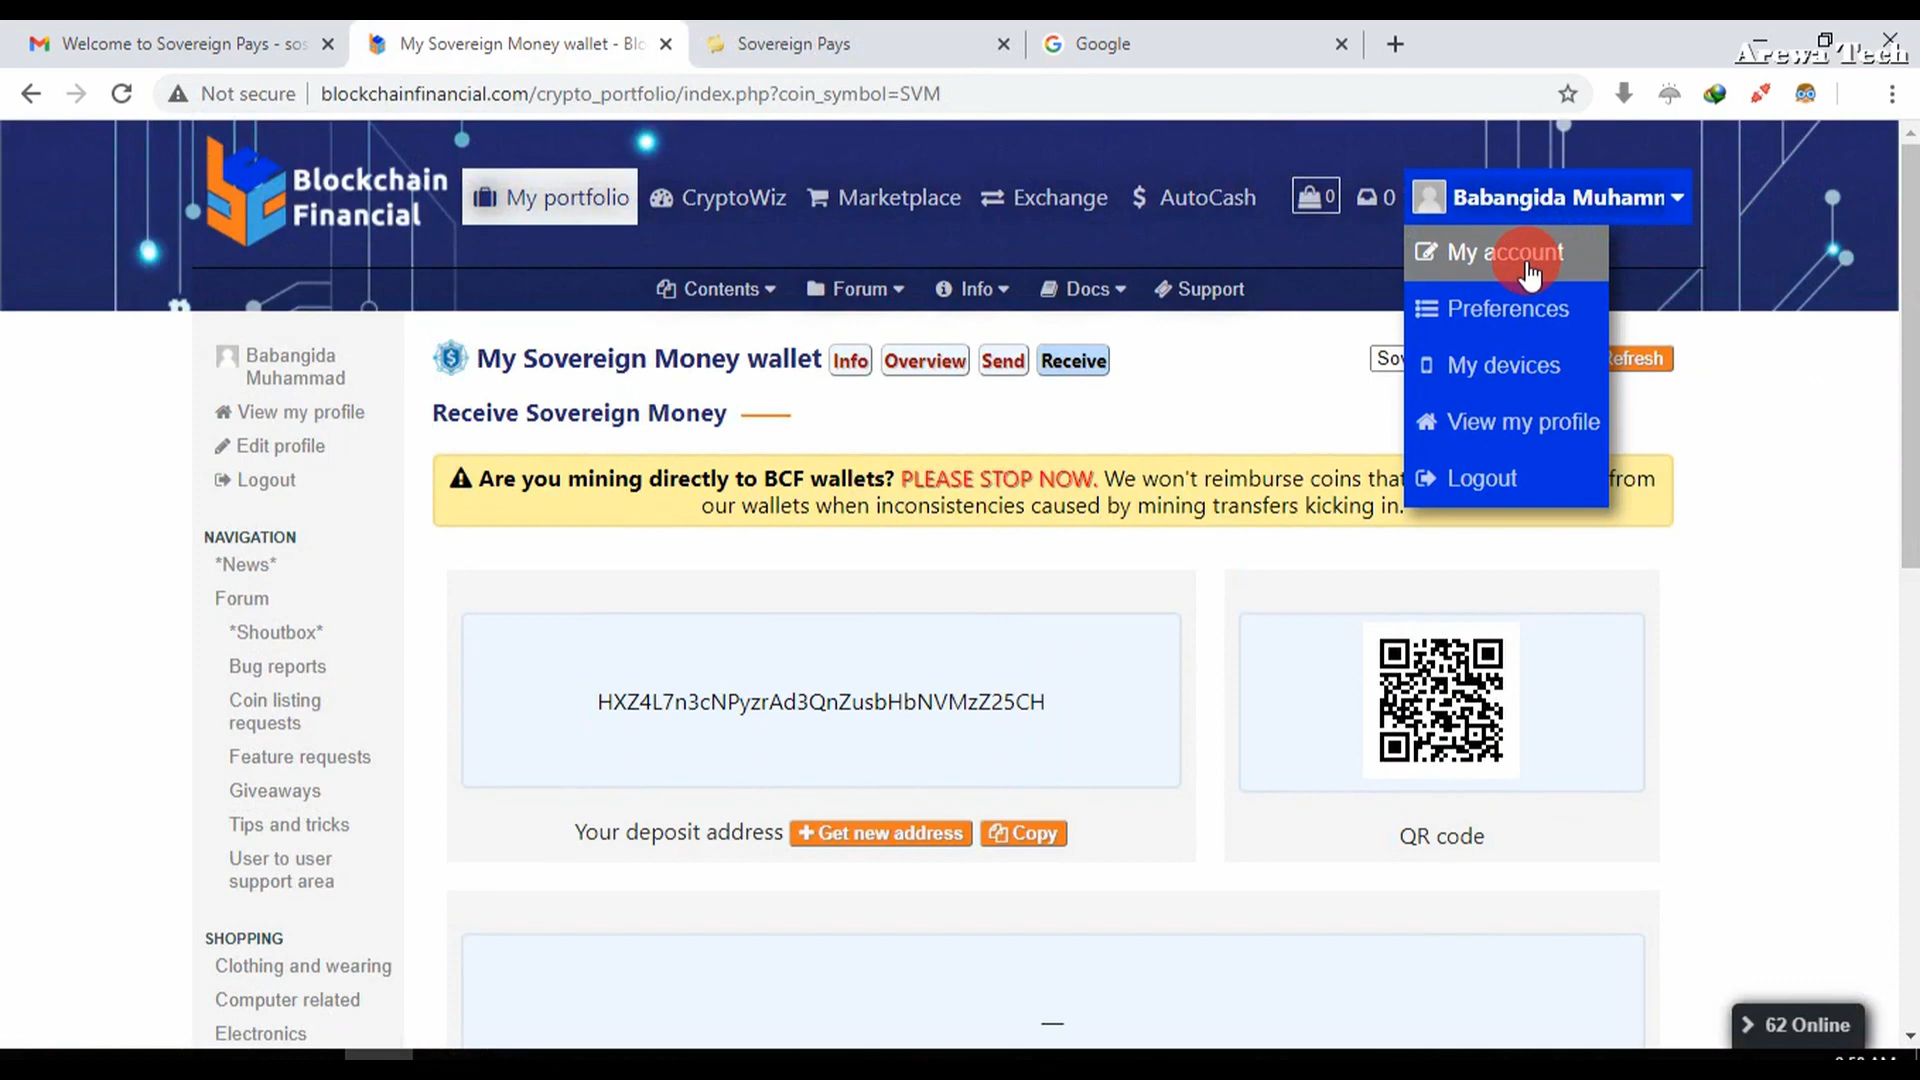 Welcome to Sovereign Pays - sos
My Sovereign Money wallet - Blo
Sovereign Pays
Google
Arewa Tech
Not secure
blockchainfinancial.com/crypto_portfolio/index.php?coin_symbol=SVM
Blockchain
Financial
My portfolio
CryptoWiz
Marketplace
Exchange
$ AutoCash
0
0
Babangida Muhamm
My account
Preferences
My devices
View my profile
Logout
Contents
Forum
Info
Docs
Support
Babangida
Muhammad
View my profile
Edit profile
Logout
NAVIGATION
*News*
Forum
*Shoutbox*
Bug reports
Coin listing
requests
Feature requests
Giveaways
Tips and tricks
User to user
support area
SHOPPING
Clothing and wearing
Computer related
Electronics
My Sovereign Money wallet
Info
Overview
Send
Receive
Sov
Refresh
Receive Sovereign Money
Are you mining directly to BCF wallets? PLEASE STOP NOW. We won't reimburse coins that from
our wallets when inconsistencies caused by mining transfers kicking in.
HXZ4L7n3cNPyzrAd3QnZusbHbNVMzZ25CH
Your deposit address
+ Get new address
Copy
QR code
—
62 Online